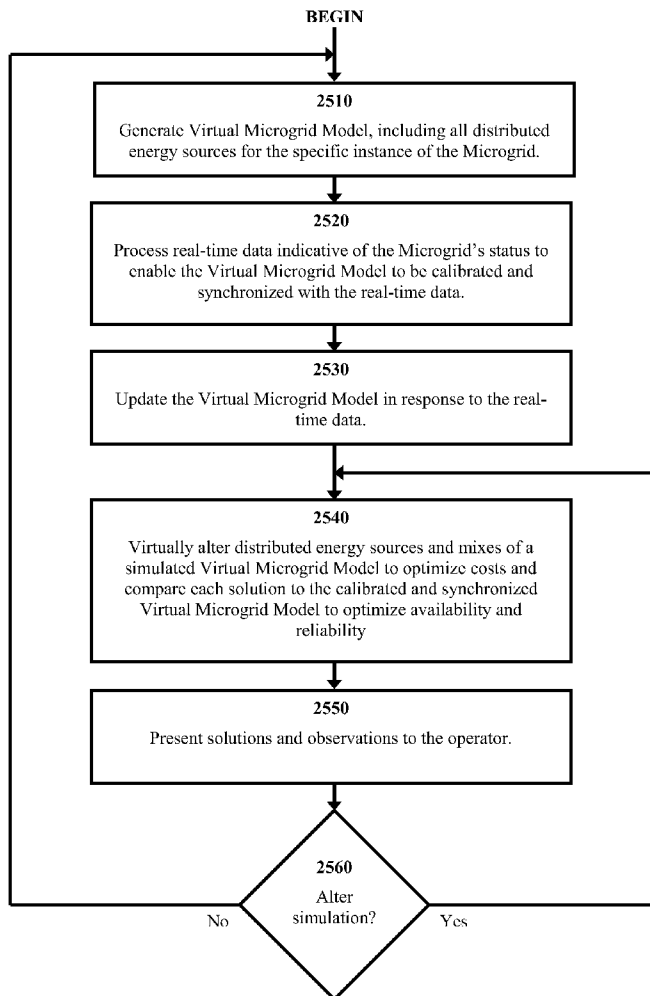 BEGIN
2510
Generate Virtual Microgrid Model, including all distributed
energy sources for the specific instance of the Microgrid.
2520
Process real-time data indicative of the Microgrid's status to
enable the Virtual Microgrid Model to be calibrated and
synchronized with the real-time data.
2530
Update the Virtual Microgrid Model in response to the real-
time data.
2540
Virtually alter distributed energy sources and mixes of a
simulated Virtual Microgrid Model to optimize costs and
compare each solution to the calibrated and synchronized
Virtual Microgrid Model to optimize availability and
reliability
2550
Present solutions and observations to the operator.
2560
Alter
simulation?
No
Yes